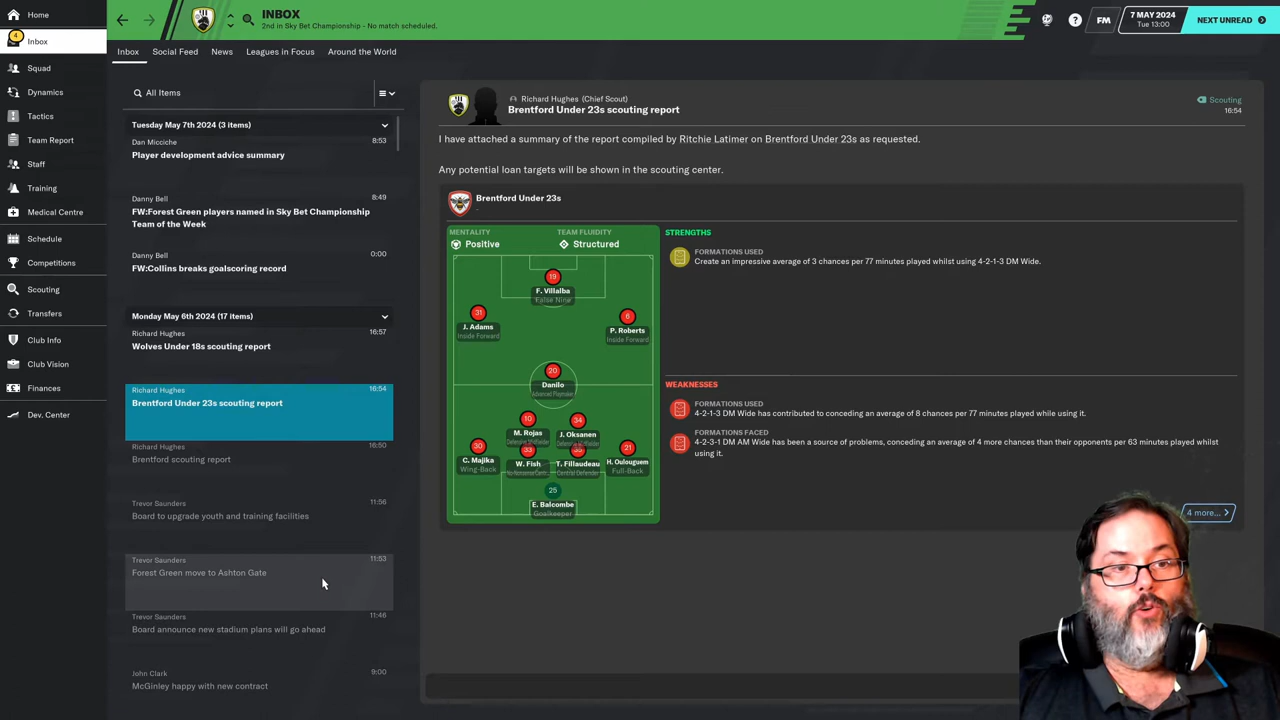 Home
4
Inbox
Squad
Dynamics
Tactics
Team Report
Staff
Training
Medical Centre
Schedule
Competitions
Scouting
Transfers
Club Info
Club Vision
Finances
Dev. Center
INBOX
2nd in Sky Bet Championship - No match scheduled.
?
FM
7 MAY 2024
Tue 13:00
NEXT UNREAD
Inbox
Social Feed
News
Leagues in Focus
Around the World
All Items
Tuesday May 7th 2024 (3 items)
Dan Micciche
8:53
Player development advice summary
Danny Bell
8:49
FW:Forest Green players named in Sky Bet Championship
Team of the Week
Danny Bell
0:00
FW:Collins breaks goalscoring record
Monday May 6th 2024 (17 items)
Richard Hughes
16:57
Wolves Under 18s scouting report
Richard Hughes
16:54
Brentford Under 23s scouting report
Richard Hughes
16:50
Brentford scouting report
Trevor Saunders
11:56
Board to upgrade youth and training facilities
Trevor Saunders
11:53
Forest Green move to Ashton Gate
Trevor Saunders
11:46
Board announce new stadium plans will go ahead
John Clark
9:00
McGinley happy with new contract
Richard Hughes (Chief Scout)
Brentford Under 23s scouting report
Scouting
16:54
I have attached a summary of the report compiled by Ritchie Latimer on Brentford Under 23s as requested.
Any potential loan targets will be shown in the scouting center.
Brentford Under 23s
-
MENTALITY
Positive
TEAM FLUIDITY
Structured
19
F. Villalba
False Nine
31
J. Adams
Inside Forward
6
P. Roberts
Inside Forward
20
Danilo
Advanced Playmaker
10
M. Rojas
Defensive Midfielder
34
J. Oksanen
Defensive Midfielder
30
C. Majika
Wing-Back
33
W. Fish
35
T. Fillaudeau
Central Defender
21
H. Oulouguem
Full-Back
25
E. Balcombe
Goalkeeper
STRENGTHS
FORMATIONS USED
Create an impressive average of 3 chances per 77 minutes played whilst using 4-2-1-3 DM Wide.
WEAKNESSES
FORMATIONS USED
4-2-1-3 DM Wide has contributed to conceding an average of 8 chances per 77 minutes played while using it.
FORMATIONS FACED
4-2-3-1 DM AM Wide has been a source of problems, conceding an average of 4 more chances than their opponents per 63 minutes played whilst
using it.
4 more...